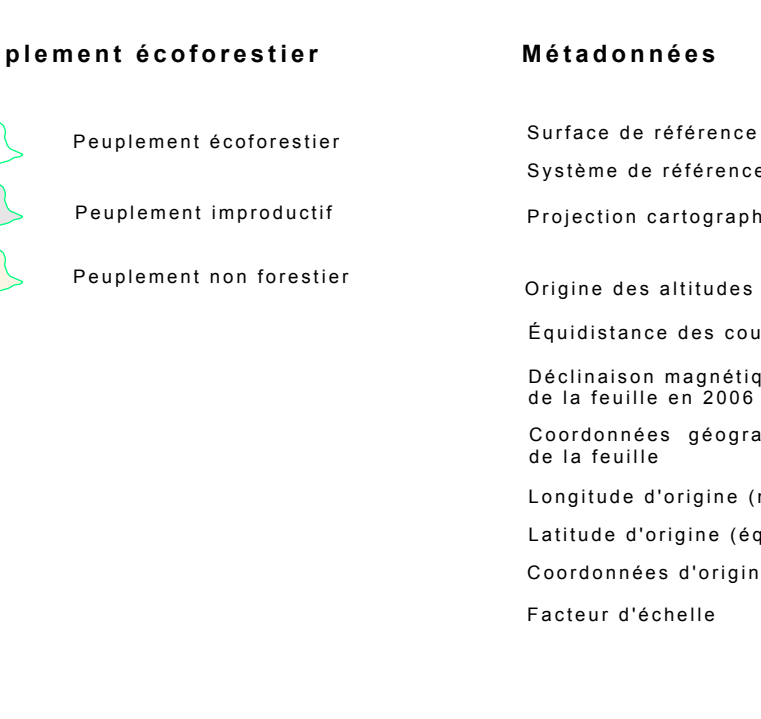 plement écoforestier
Peuplement écoforestier
Peuplement improductif
Peuplement non forestier
Métadonnées
Surface de référence
Système de référence
Projection cartograph
Origine des altitudes
Équidistance des cou
Déclinaison magnétiq
de la feuille en 2006
Coordonnées géogra
de la feuille
Longitude d'origine (
Latitude d'origine (éq
Coordonnées d'origin
Facteur d'échelle